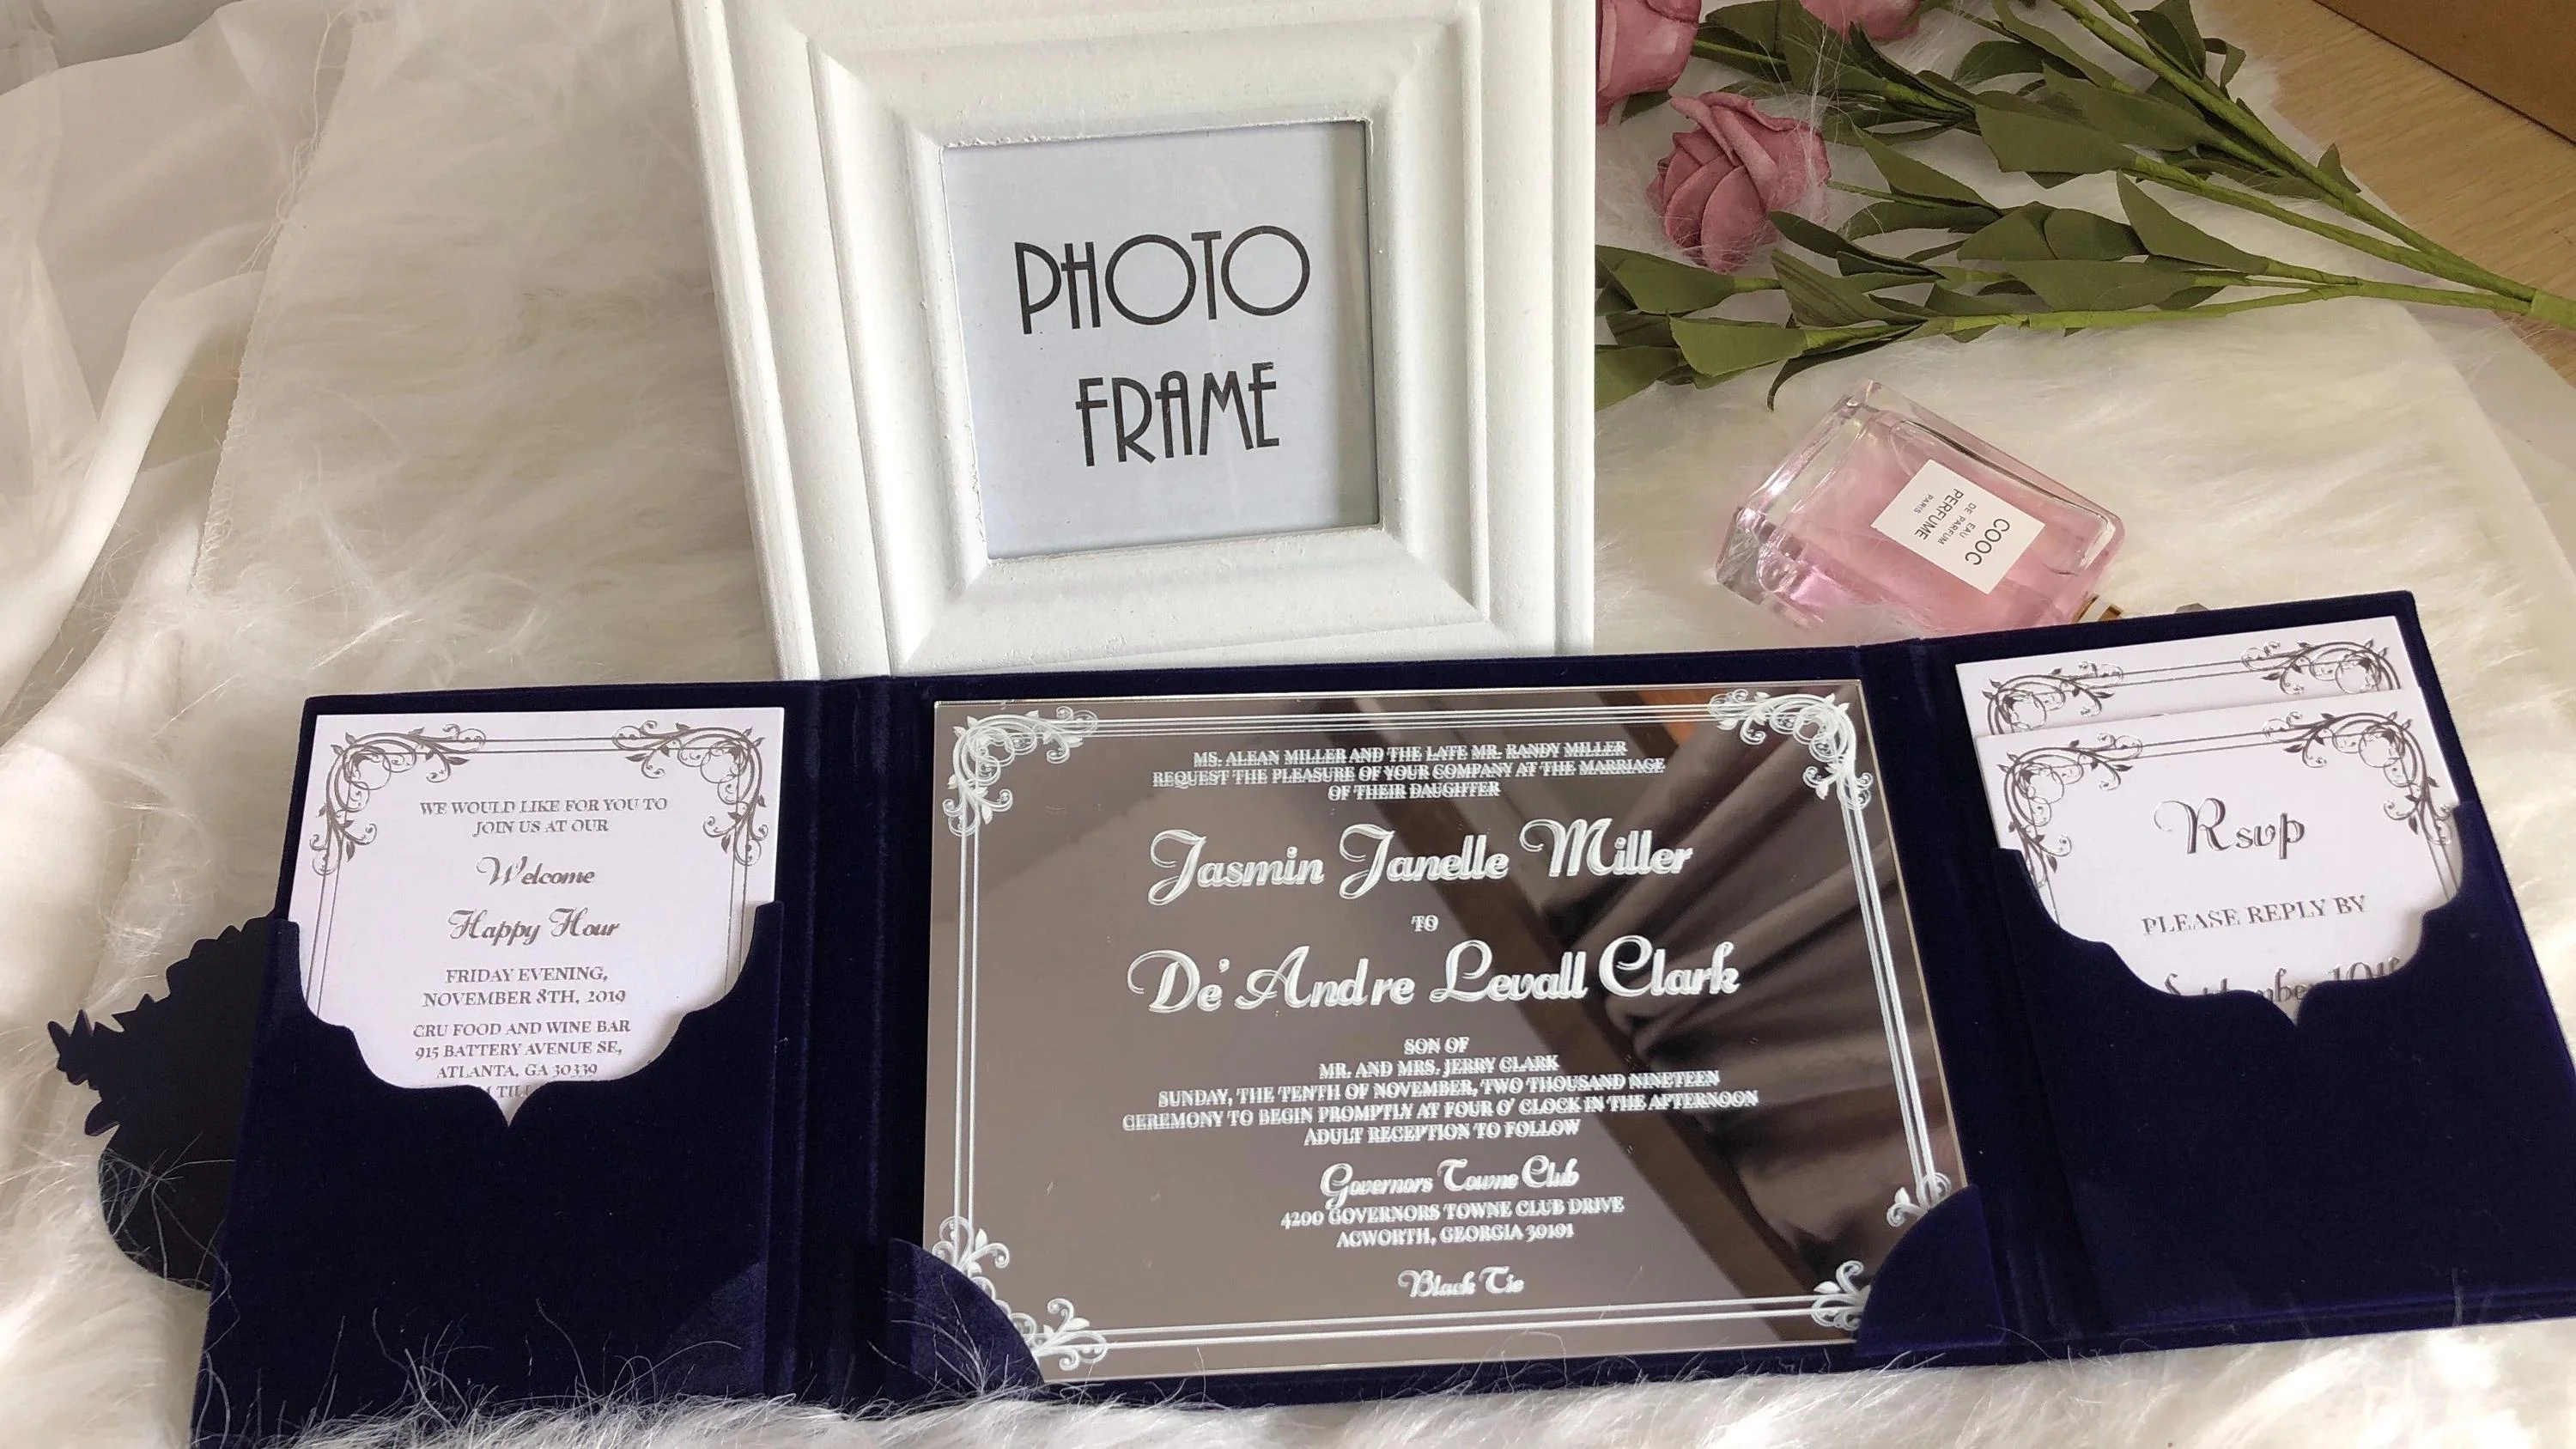 PHOTO
FRAME
COOC
EAU
DE PARFUM
PERFUME
PARIS
WE WOULD LIKE FOR YOU TO
JOIN US AT OUR
Welcome
Happy Hour
FRIDAY EVENING,
NOVEMBER 8TH, 2019
CRU FOOD AND WINE BAR
915 BATTERY AVENUE SE,
ATLANTA, GA 30339
MS. ALEAN MILLER AND THE LATE MR. RANDY MILLER
REQUEST THE PLEASURE OF YOUR COMPANY AT THE MARRIAGE
OF THEIR DAUGHTER
Jasmin Janelle Miller
TO
De' Andre Levall Clark
SON OF
MR. AND MRS. JERRY CLARK
SUNDAY, THE TENTH OF NOVEMBER, TWO THOUSAND NINETEEN
CEREMONY TO BEGIN PROMPTLY AT FOUR O' CLOCK IN THE AFTERNOON
ADULT RECEPTION TO FOLLOW
Governors Towne Club
4200 GOVERNORS TOWNE CLUB DRIVE
ACWORTH, GEORGIA 30101
Black Tie
Rsvp
PLEASE REPLY BY